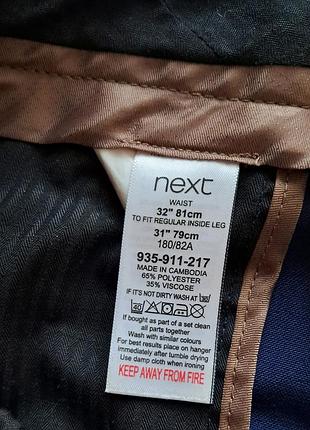 next
WAIST
32" 81cm
TO FIT REGULAR INSIDE LEG
31" 79cm
180/82A
935-911-217
MADE IN CAMBODIA
65% POLYESTER
35% VISCOSE
IF IT'S NOT DIRTY WASH AT 30
40
If bought as part of a set clean
all parts together
Wash with similar colours
For best results place on hanger
immediately after tumble drying
Use damp cloth when ironing
KEEP AWAY FROM FIRE